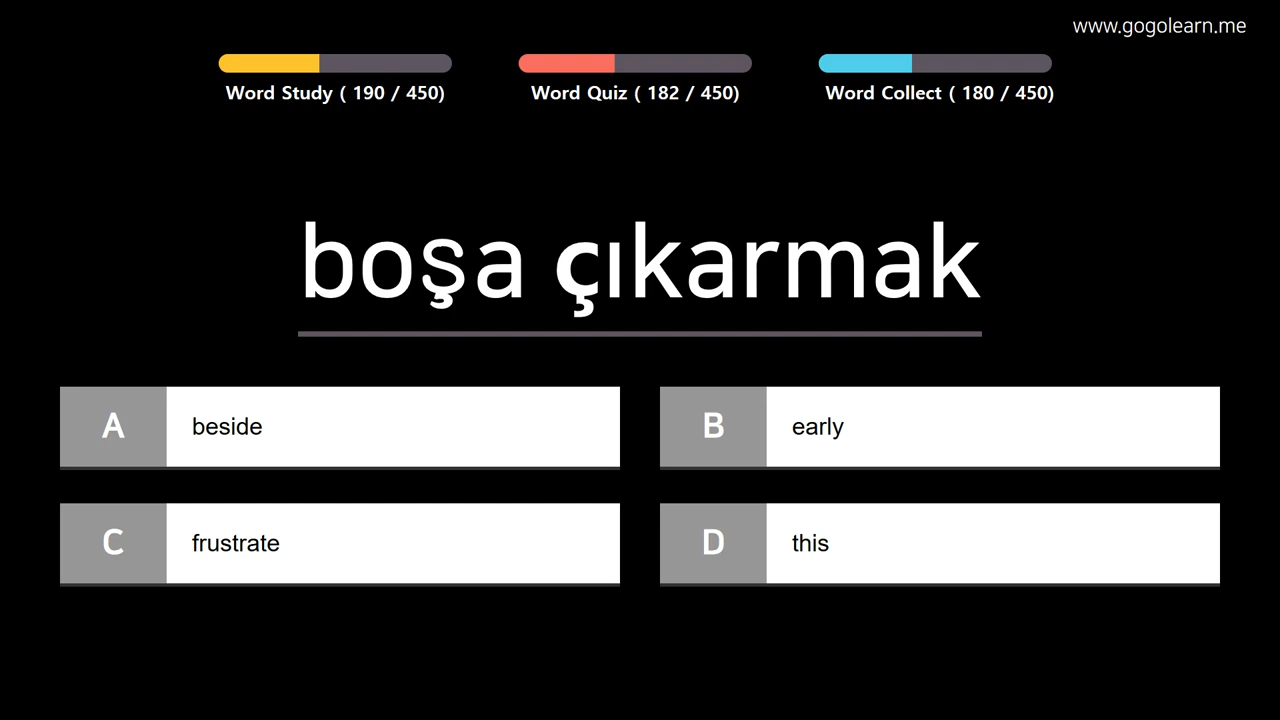 www.gogolearn.me
Word Study ( 190 / 450)
Word Quiz ( 182 / 450)
Word Collect ( 180 / 450)
boşa çıkarmak
A beside
B early
C frustrate
D this